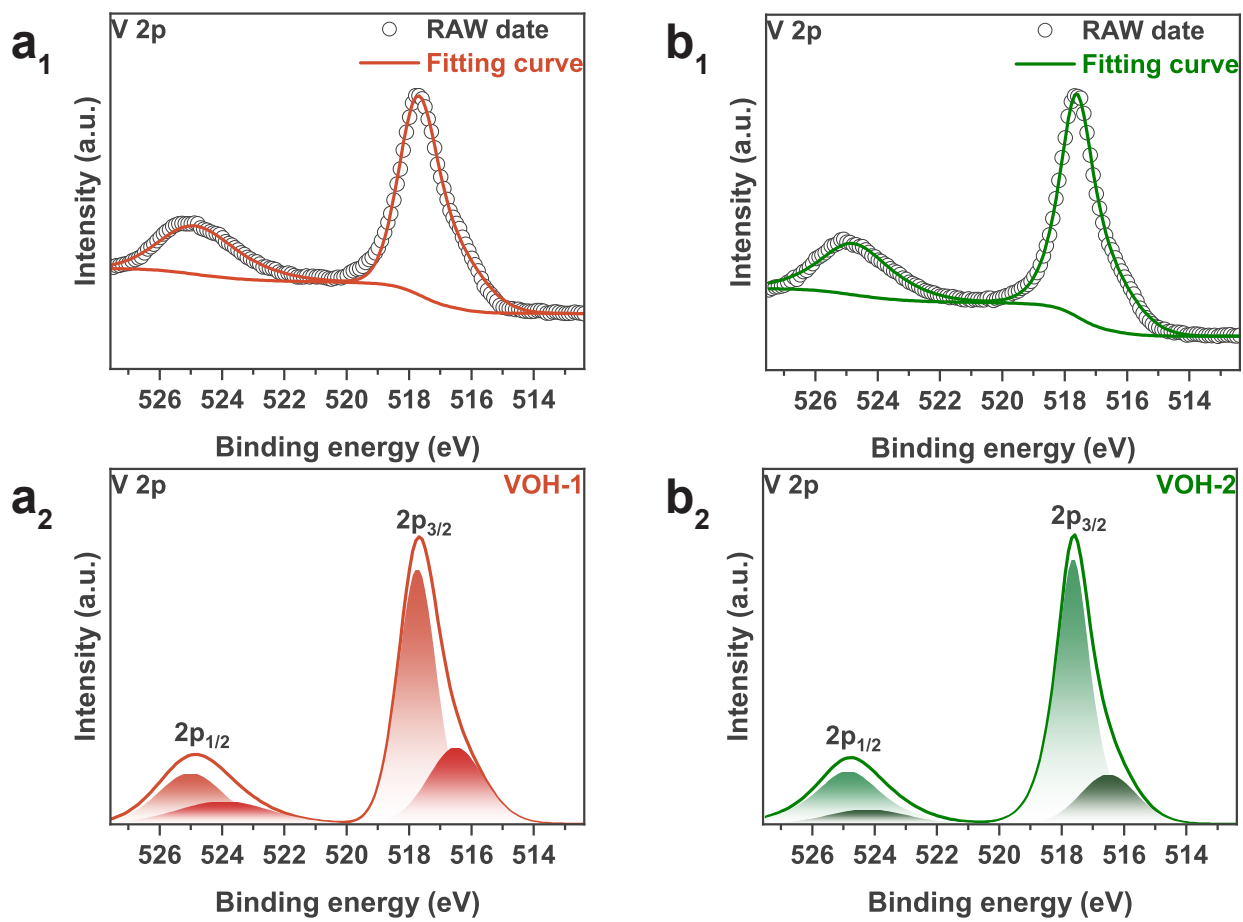 a1
V 2p
RAW date
Fitting curve
Intensity (a.u.)
526 524 522 520 518 516 514
Binding energy (eV)
b1
V 2p
RAW date
Fitting curve
Intensity (a.u.)
526 524 522 520 518 516 514
Binding energy (eV)
a2
V 2p
VOH-1
2p3/2
2p1/2
Intensity (a.u.)
526 524 522 520 518 516 514
Binding energy (eV)
b2
V 2p
VOH-2
2p3/2
2p1/2
Intensity (a.u.)
526 524 522 520 518 516 514
Binding energy (eV)